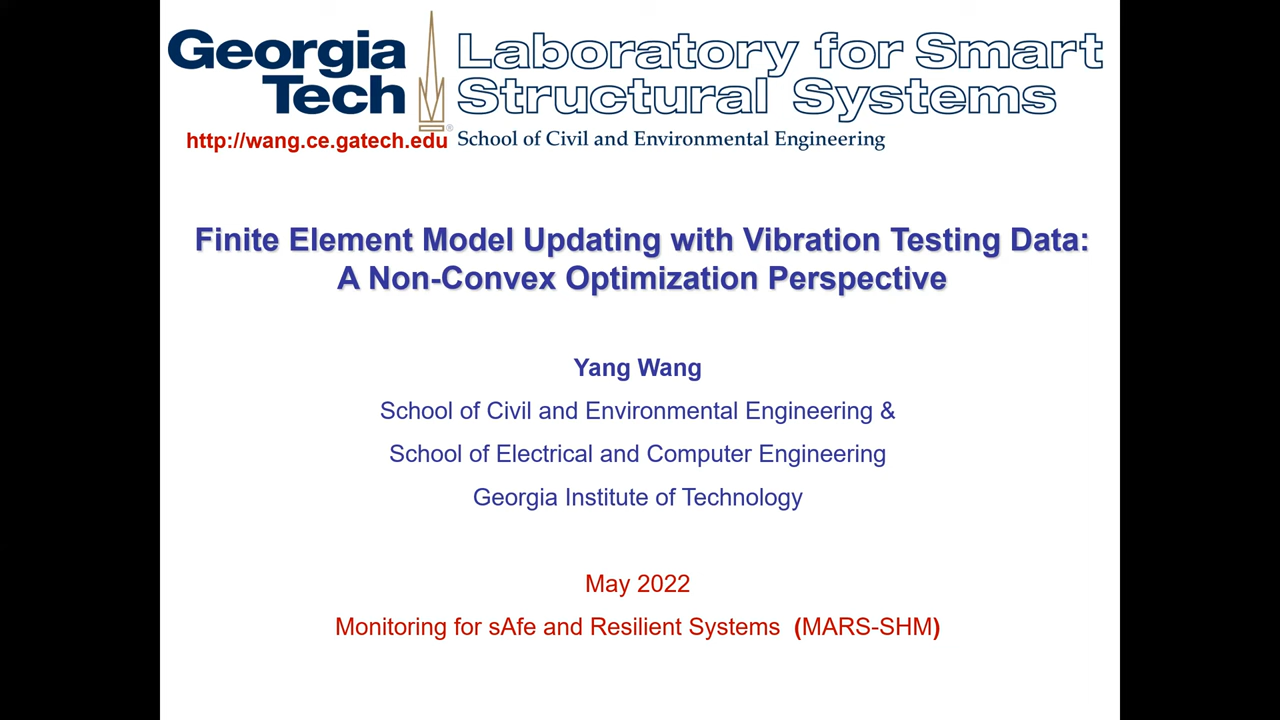 Georgia Tech
Laboratory for Smart
Structural Systems
®
http://wang.ce.gatech.edu
School of Civil and Environmental Engineering
Finite Element Model Updating with Vibration Testing Data:
A Non-Convex Optimization Perspective
Yang Wang
School of Civil and Environmental Engineering &
School of Electrical and Computer Engineering
Georgia Institute of Technology
May 2022
Monitoring for sAfe and Resilient Systems (MARS-SHM)